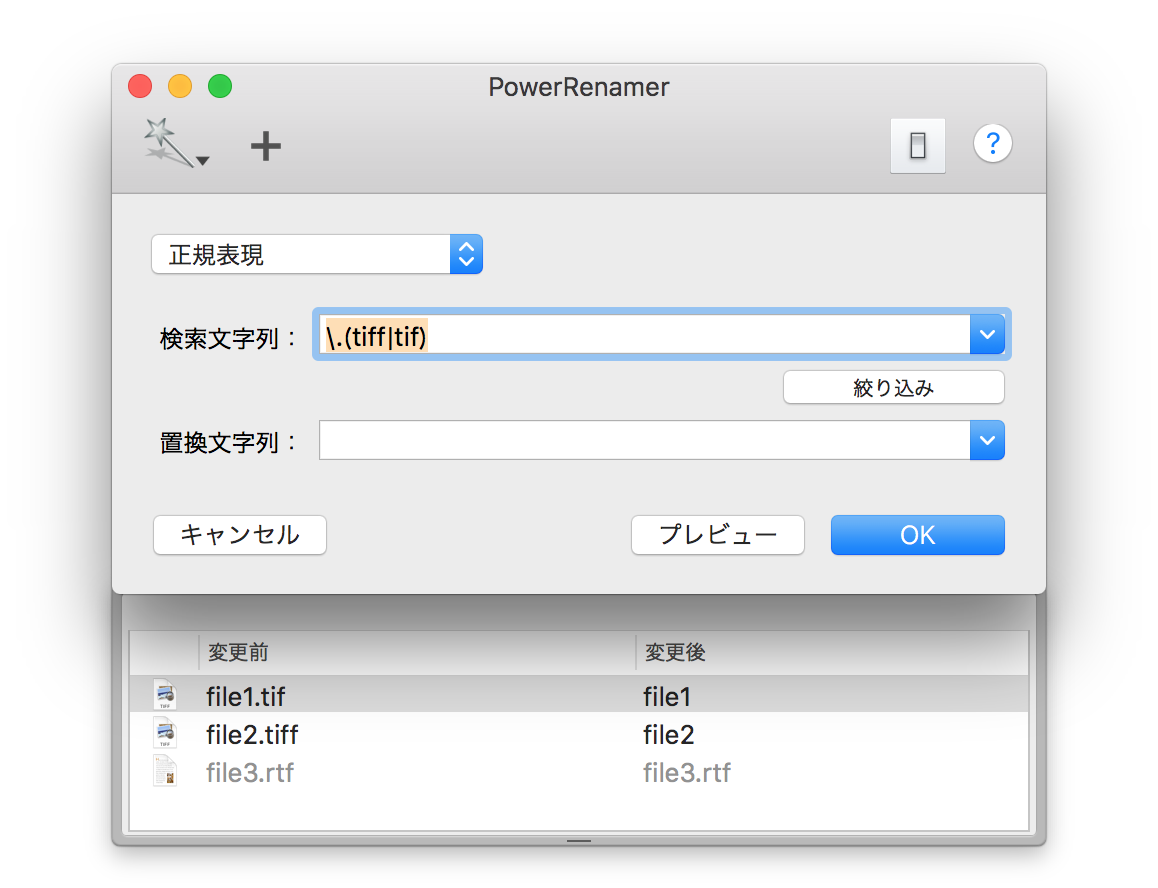 PowerRenamer
?
正規表現
検索文字列：
\.(tiff|tif)
絞り込み
置換文字列：
キャンセル
プレビュー
OK
変更前
変更後
TIFF
file1.tif
file1
TIFF
file2.tiff
file2
file3.rtf
file3.rtf